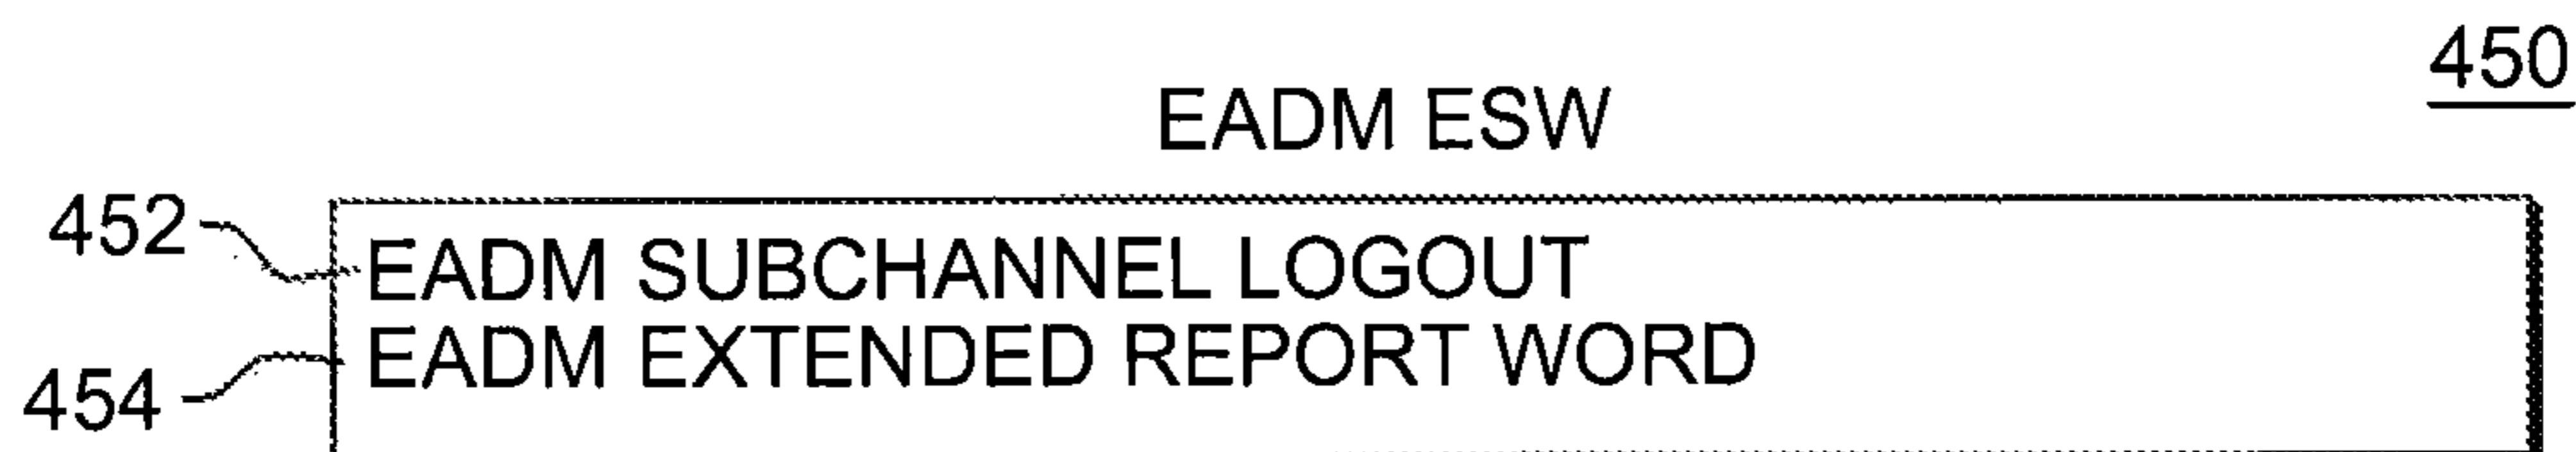 450
EADM ESW
452 EADM SUBCHANNEL LOGOUT
454 EADM EXTENDED REPORT WORD